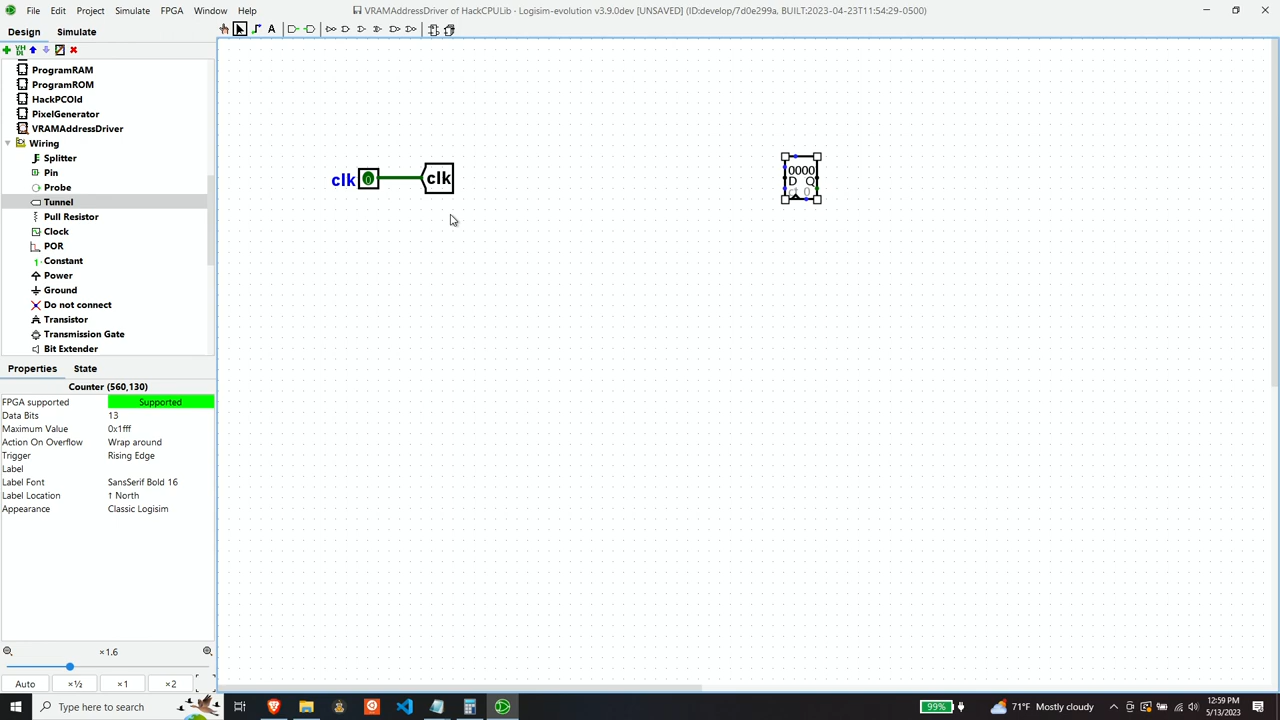 File Edit Project Simulate FPGA Window Help
VRAMAddressDriver of HackCPULib - Logisim-evolution v3.9.0dev [UNSAVED] (ID:develop/7d0e299a, BUILT:2023-04-23T11:54:29-0500)
Design Simulate
A
ProgramRAM
ProgramROM
HackPCOld
PixelGenerator
VRAMAddressDriver
Wiring
Splitter
Pin
Probe
Tunnel
Pull Resistor
Clock
POR
Constant
Power
Ground
Do not connect
Transistor
Transmission Gate
Bit Extender
Properties State
Counter (560,130)
FPGA supported Supported
Data Bits 13
Maximum Value 0x1fff
Action On Overflow Wrap around
Trigger Rising Edge
Label
Label Font SansSerif Bold 16
Label Location ↑ North
Appearance Classic Logisim
×1.6
Auto ×½ ×1 ×2
clk 0 clk
0000
D Q
ct 0
Type here to search
99%
71°F Mostly cloudy
12:59 PM
5/13/2023